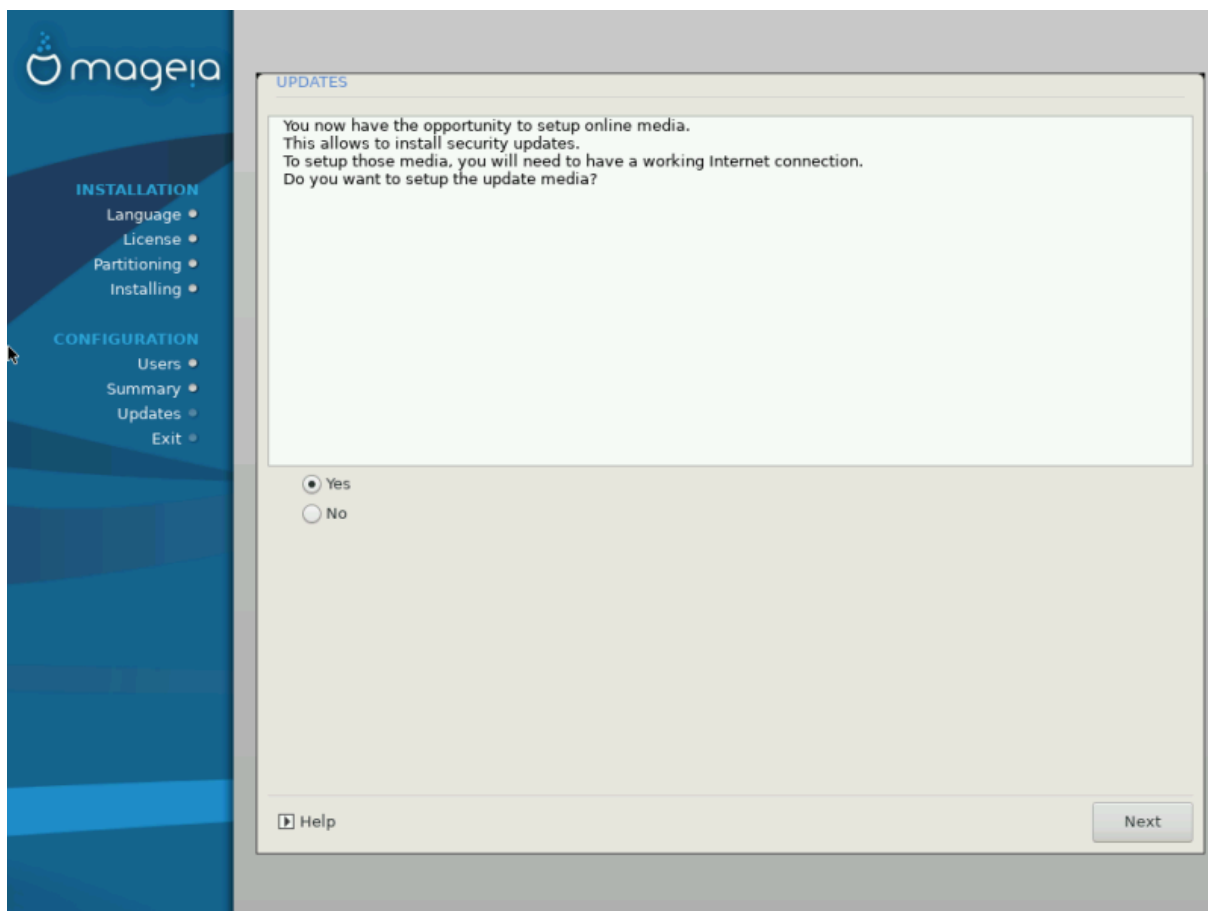 mageia
INSTALLATION
Language
License
Partitioning
Installing
CONFIGURATION
Users
Summary
Updates
Exit
UPDATES
You now have the opportunity to setup online media.
This allows to install security updates.
To setup those media, you will need to have a working Internet connection.
Do you want to setup the update media?
Yes
No
Help
Next